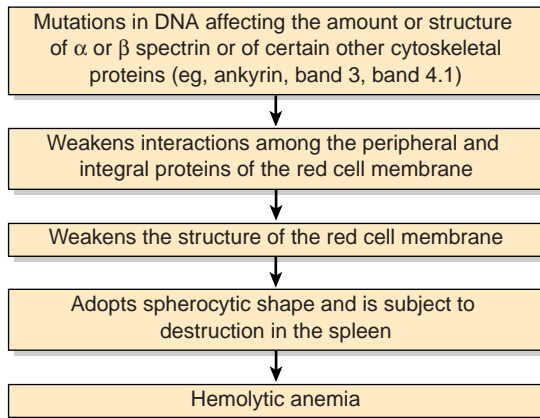 Mutations in DNA affecting the amount or structure
of α or β spectrin or of certain other cytoskeletal
proteins (eg, ankyrin, band 3, band 4.1)
Weakens interactions among the peripheral and
integral proteins of the red cell membrane
Weakens the structure of the red cell membrane
Adopts spherocytic shape and is subject to
destruction in the spleen
Hemolytic anemia